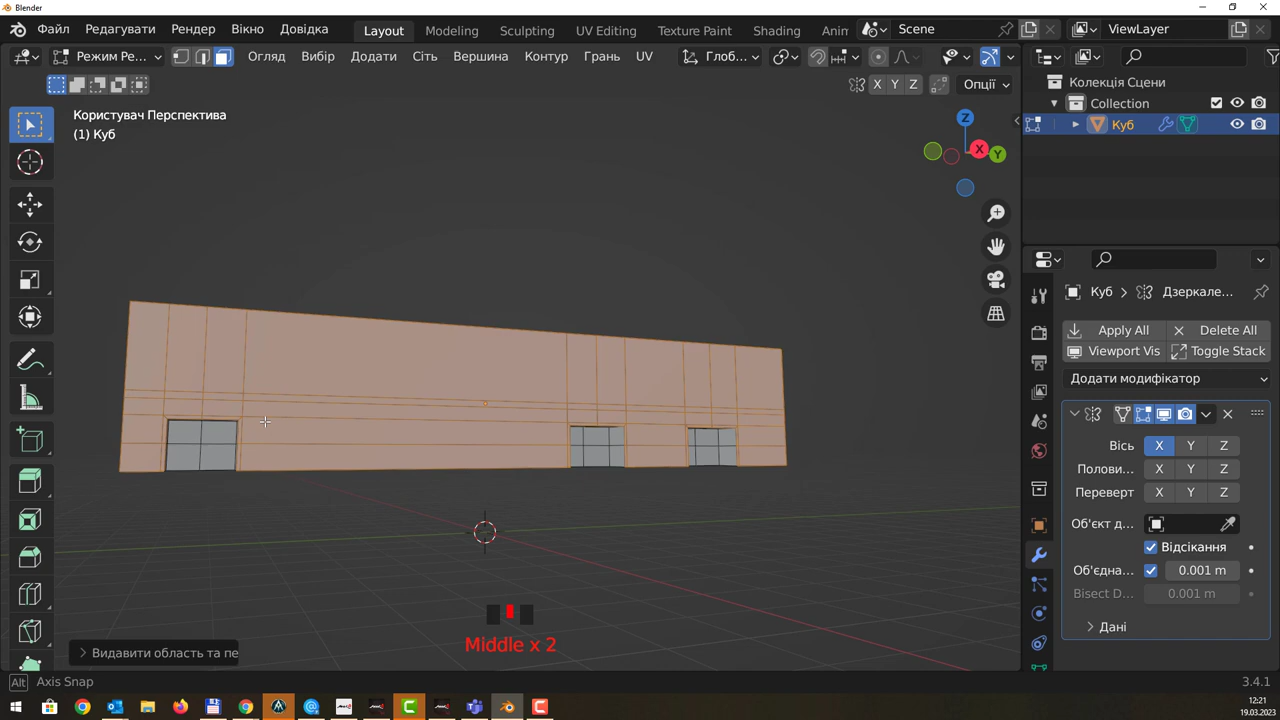 Blender
Файл Редагувати Рендер Вікно Довідка Layout Modeling Sculpting UV Editing Texture Paint Shading Anim Scene ViewLayer
Режим Ре... Огляд Вибір Додати Сіть Вершина Контур Грань UV Глоб...
X Y Z Опції
Користувач Перспектива
(1) Куб
Z
X
Y
Колекція Сцени
Collection
Куб
Куб Дзеркале...
Apply All Delete All
Viewport Vis Toggle Stack
Додати модифікатор
Вісь X Y Z
Полови... X Y Z
Переверт X Y Z
Об'єкт д...
Відсікання
Об'єдна... 0.001 m
Bisect D... 0.001 m
Дані
Middle x 2
Видавити область та пе
Alt Axis Snap 3.4.1
12:21
19.03.2023